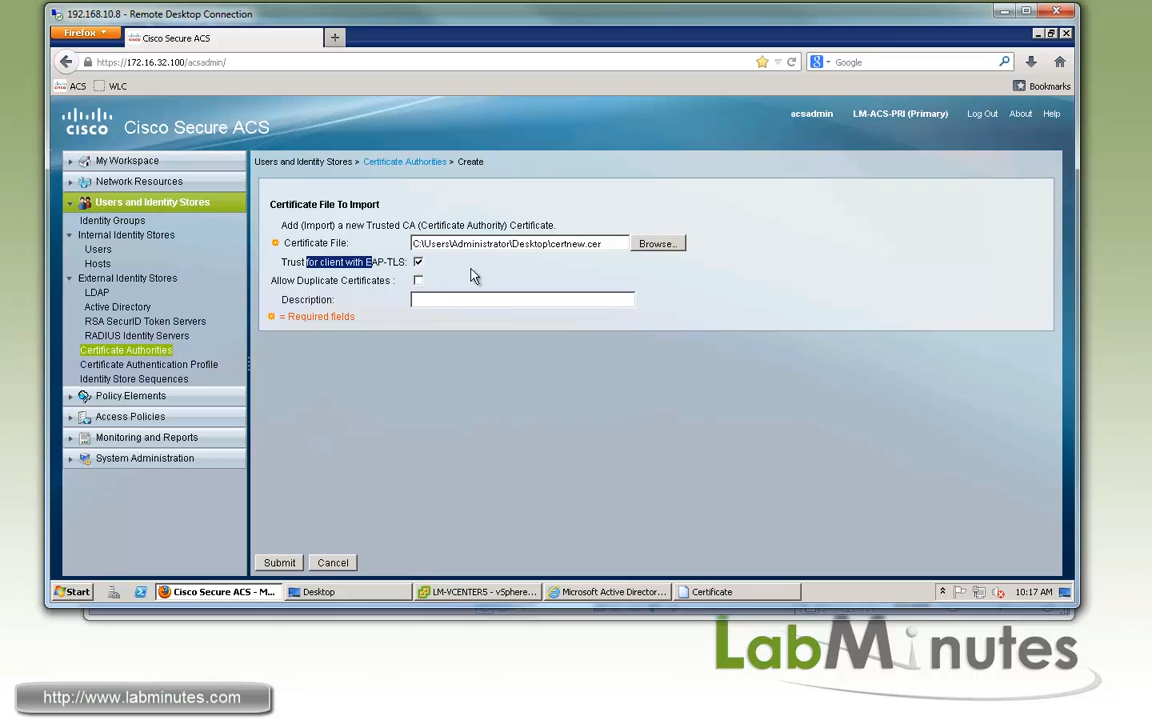 192.168.10.8 - Remote Desktop Connection
Firefox
Cisco Secure ACS
https://172.16.32.100/acsadmin/
Google
ACS WLC
Bookmarks
CISCO
Cisco Secure ACS
acsadmin LM-ACS-PRI (Primary) Log Out About Help
My Workspace
Network Resources
Users and Identity Stores
Identity Groups
Internal Identity Stores
Users
Hosts
External Identity Stores
LDAP
Active Directory
RSA SecurID Token Servers
RADIUS Identity Servers
Certificate Authorities
Certificate Authentication Profile
Identity Store Sequences
Policy Elements
Access Policies
Monitoring and Reports
System Administration
Users and Identity Stores > Certificate Authorities > Create
Certificate File To Import
Add (Import) a new Trusted CA (Certificate Authority) Certificate.
Certificate File: C:\Users\Administrator\Desktop\certnew.cer Browse...
Trust for client with EAP-TLS:
Allow Duplicate Certificates :
Description:
= Required fields
Submit Cancel
Start Cisco Secure ACS - M... Desktop LM-VCENTER5 - vSphere... Microsoft Active Director... Certificate 10:17 AM
LabMinutes
http://www.labminutes.com